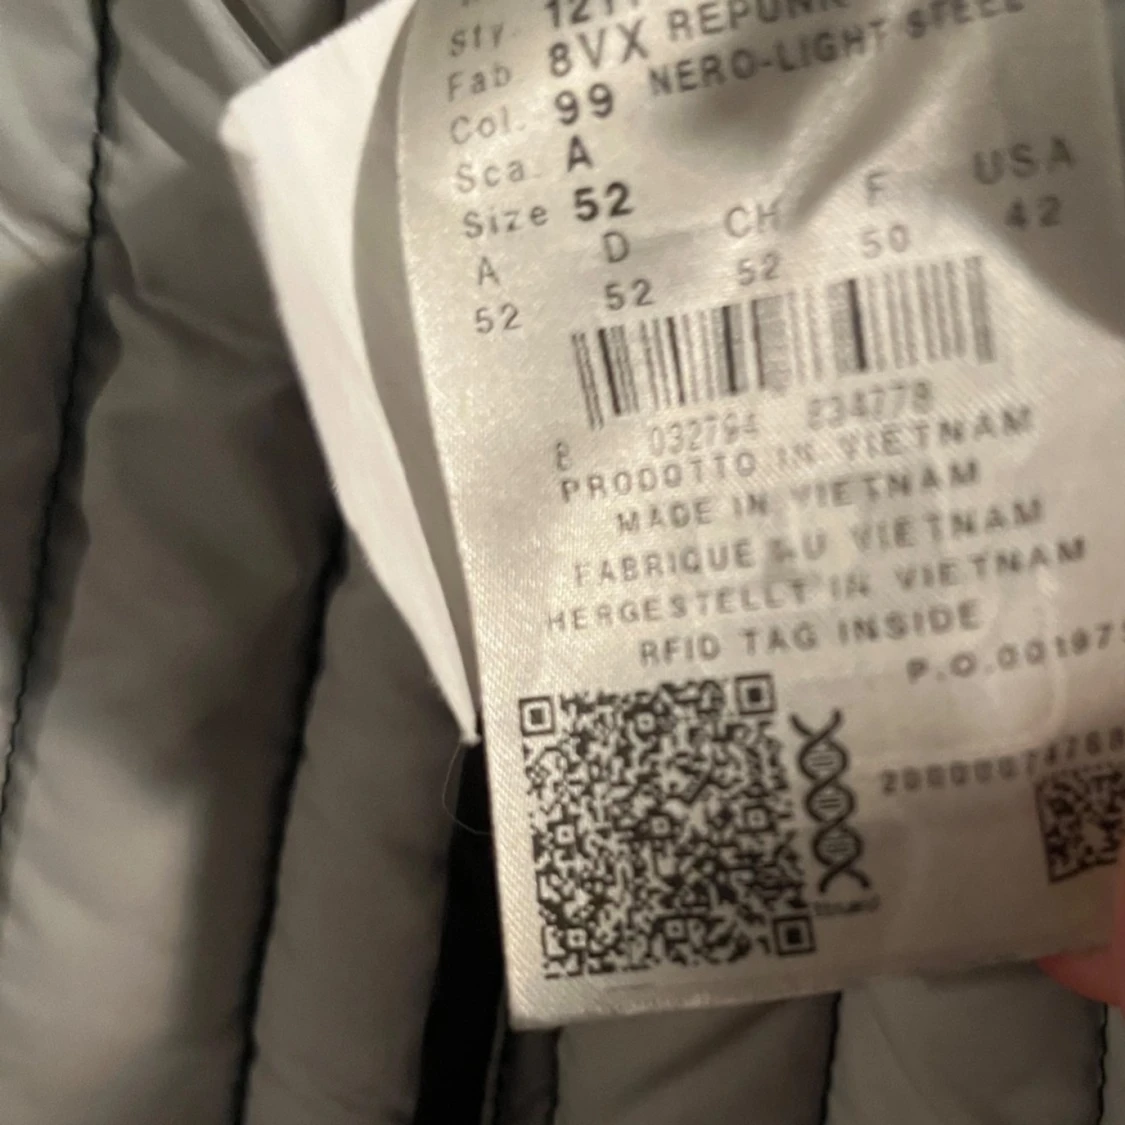 Sty.
Fab 8VX REPUNK
Col. 99 NERO-LIGHT STEEL
Sca. A
Size 52
A D CH F USA
52 52 52 50 42
8 032794 834778
PRODOTTO IN VIETNAM
MADE IN VIETNAM
FABRIQUE AU VIETNAM
HERGESTELLT IN VIETNAM
RFID TAG INSIDE